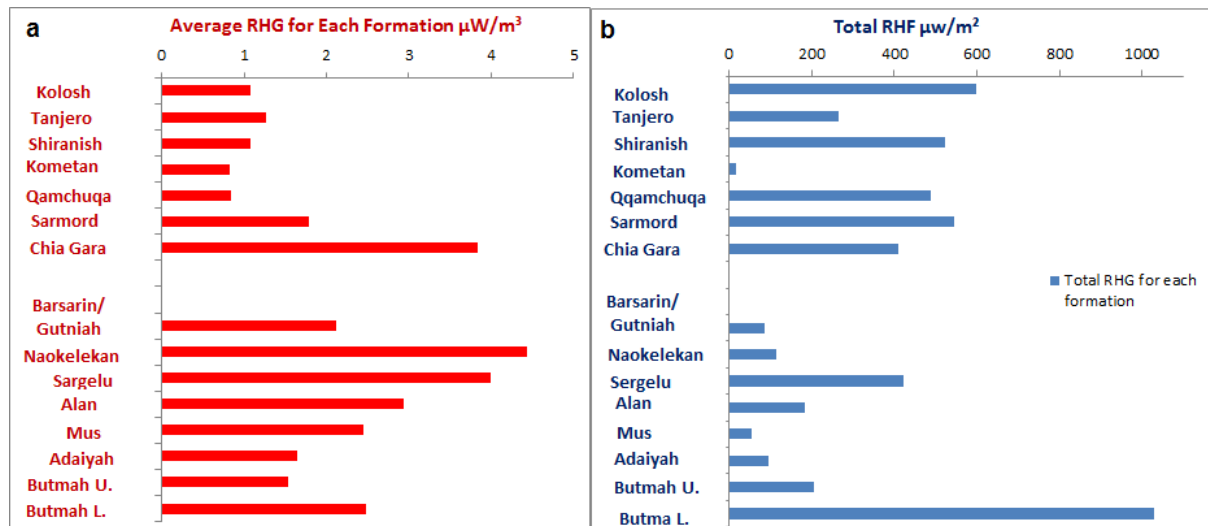 a
Average RHG for Each Formation µW/m³
0 1 2 3 4 5
Kolosh
Tanjero
Shiranish
Kometan
Qamchuqa
Sarmord
Chia Gara
Barsarin/
Gutniah
Naokelekan
Sargelu
Alan
Mus
Adaiyah
Butmah U.
Butmah L.
b
Total RHF µw/m²
0 200 400 600 800 1000
Kolosh
Tanjero
Shiranish
Kometan
Qqamchuqa
Sarmord
Chia Gara
Barsarin/
Gutniah
Naokelekan
Sergelu
Alan
Mus
Adaiyah
Butmah U.
Butma L.
Total RHG for each
formation